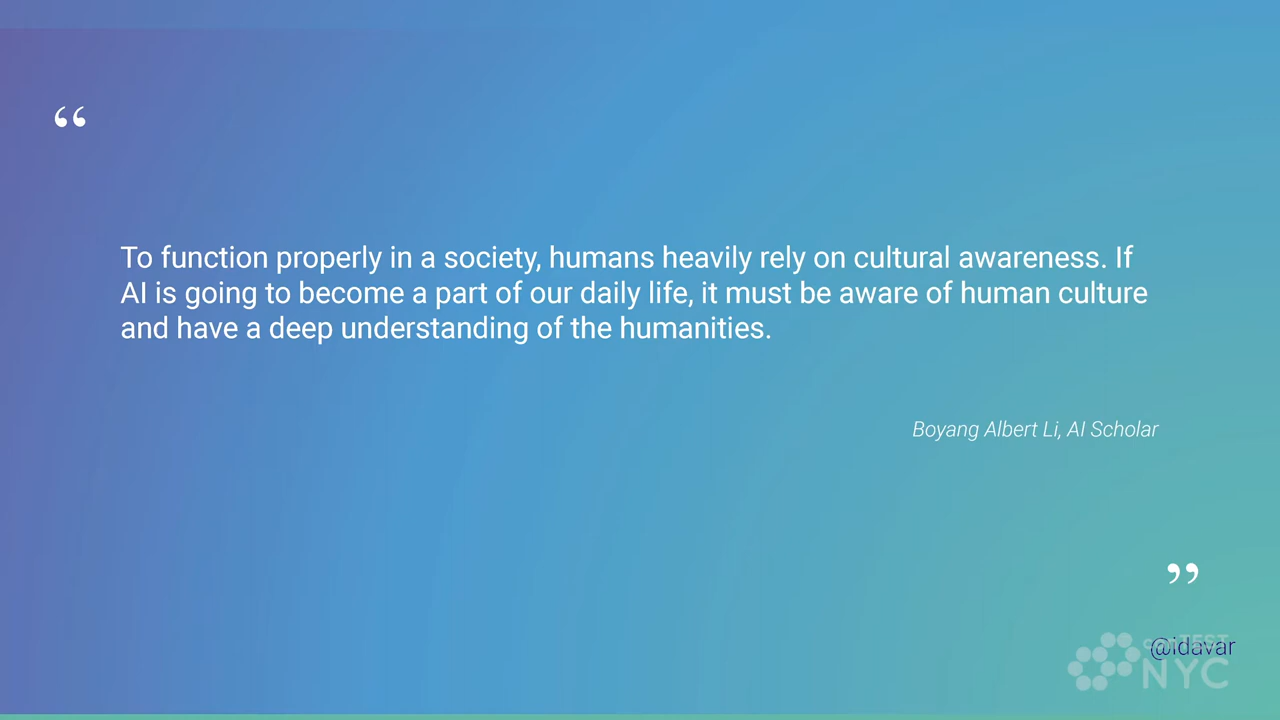 “
To function properly in a society, humans heavily rely on cultural awareness. If
AI is going to become a part of our daily life, it must be aware of human culture
and have a deep understanding of the humanities.
Boyang Albert Li, AI Scholar
”
@idavar
NYC